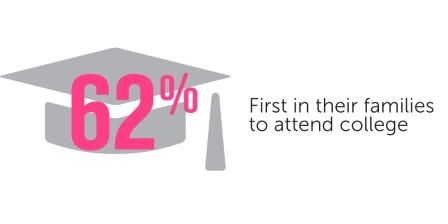 62%
First in their families
to attend college